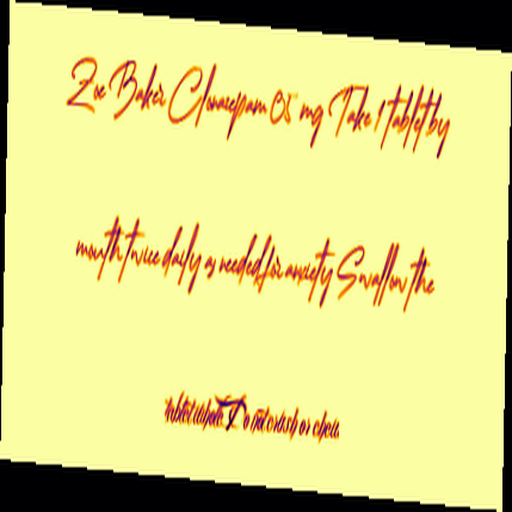 Zoe Baker Clonazepam 0.5 mg Take 1 tablet by
mouth twice daily as needed for anxiety Swallow the
tablet whole Do not crush or chew